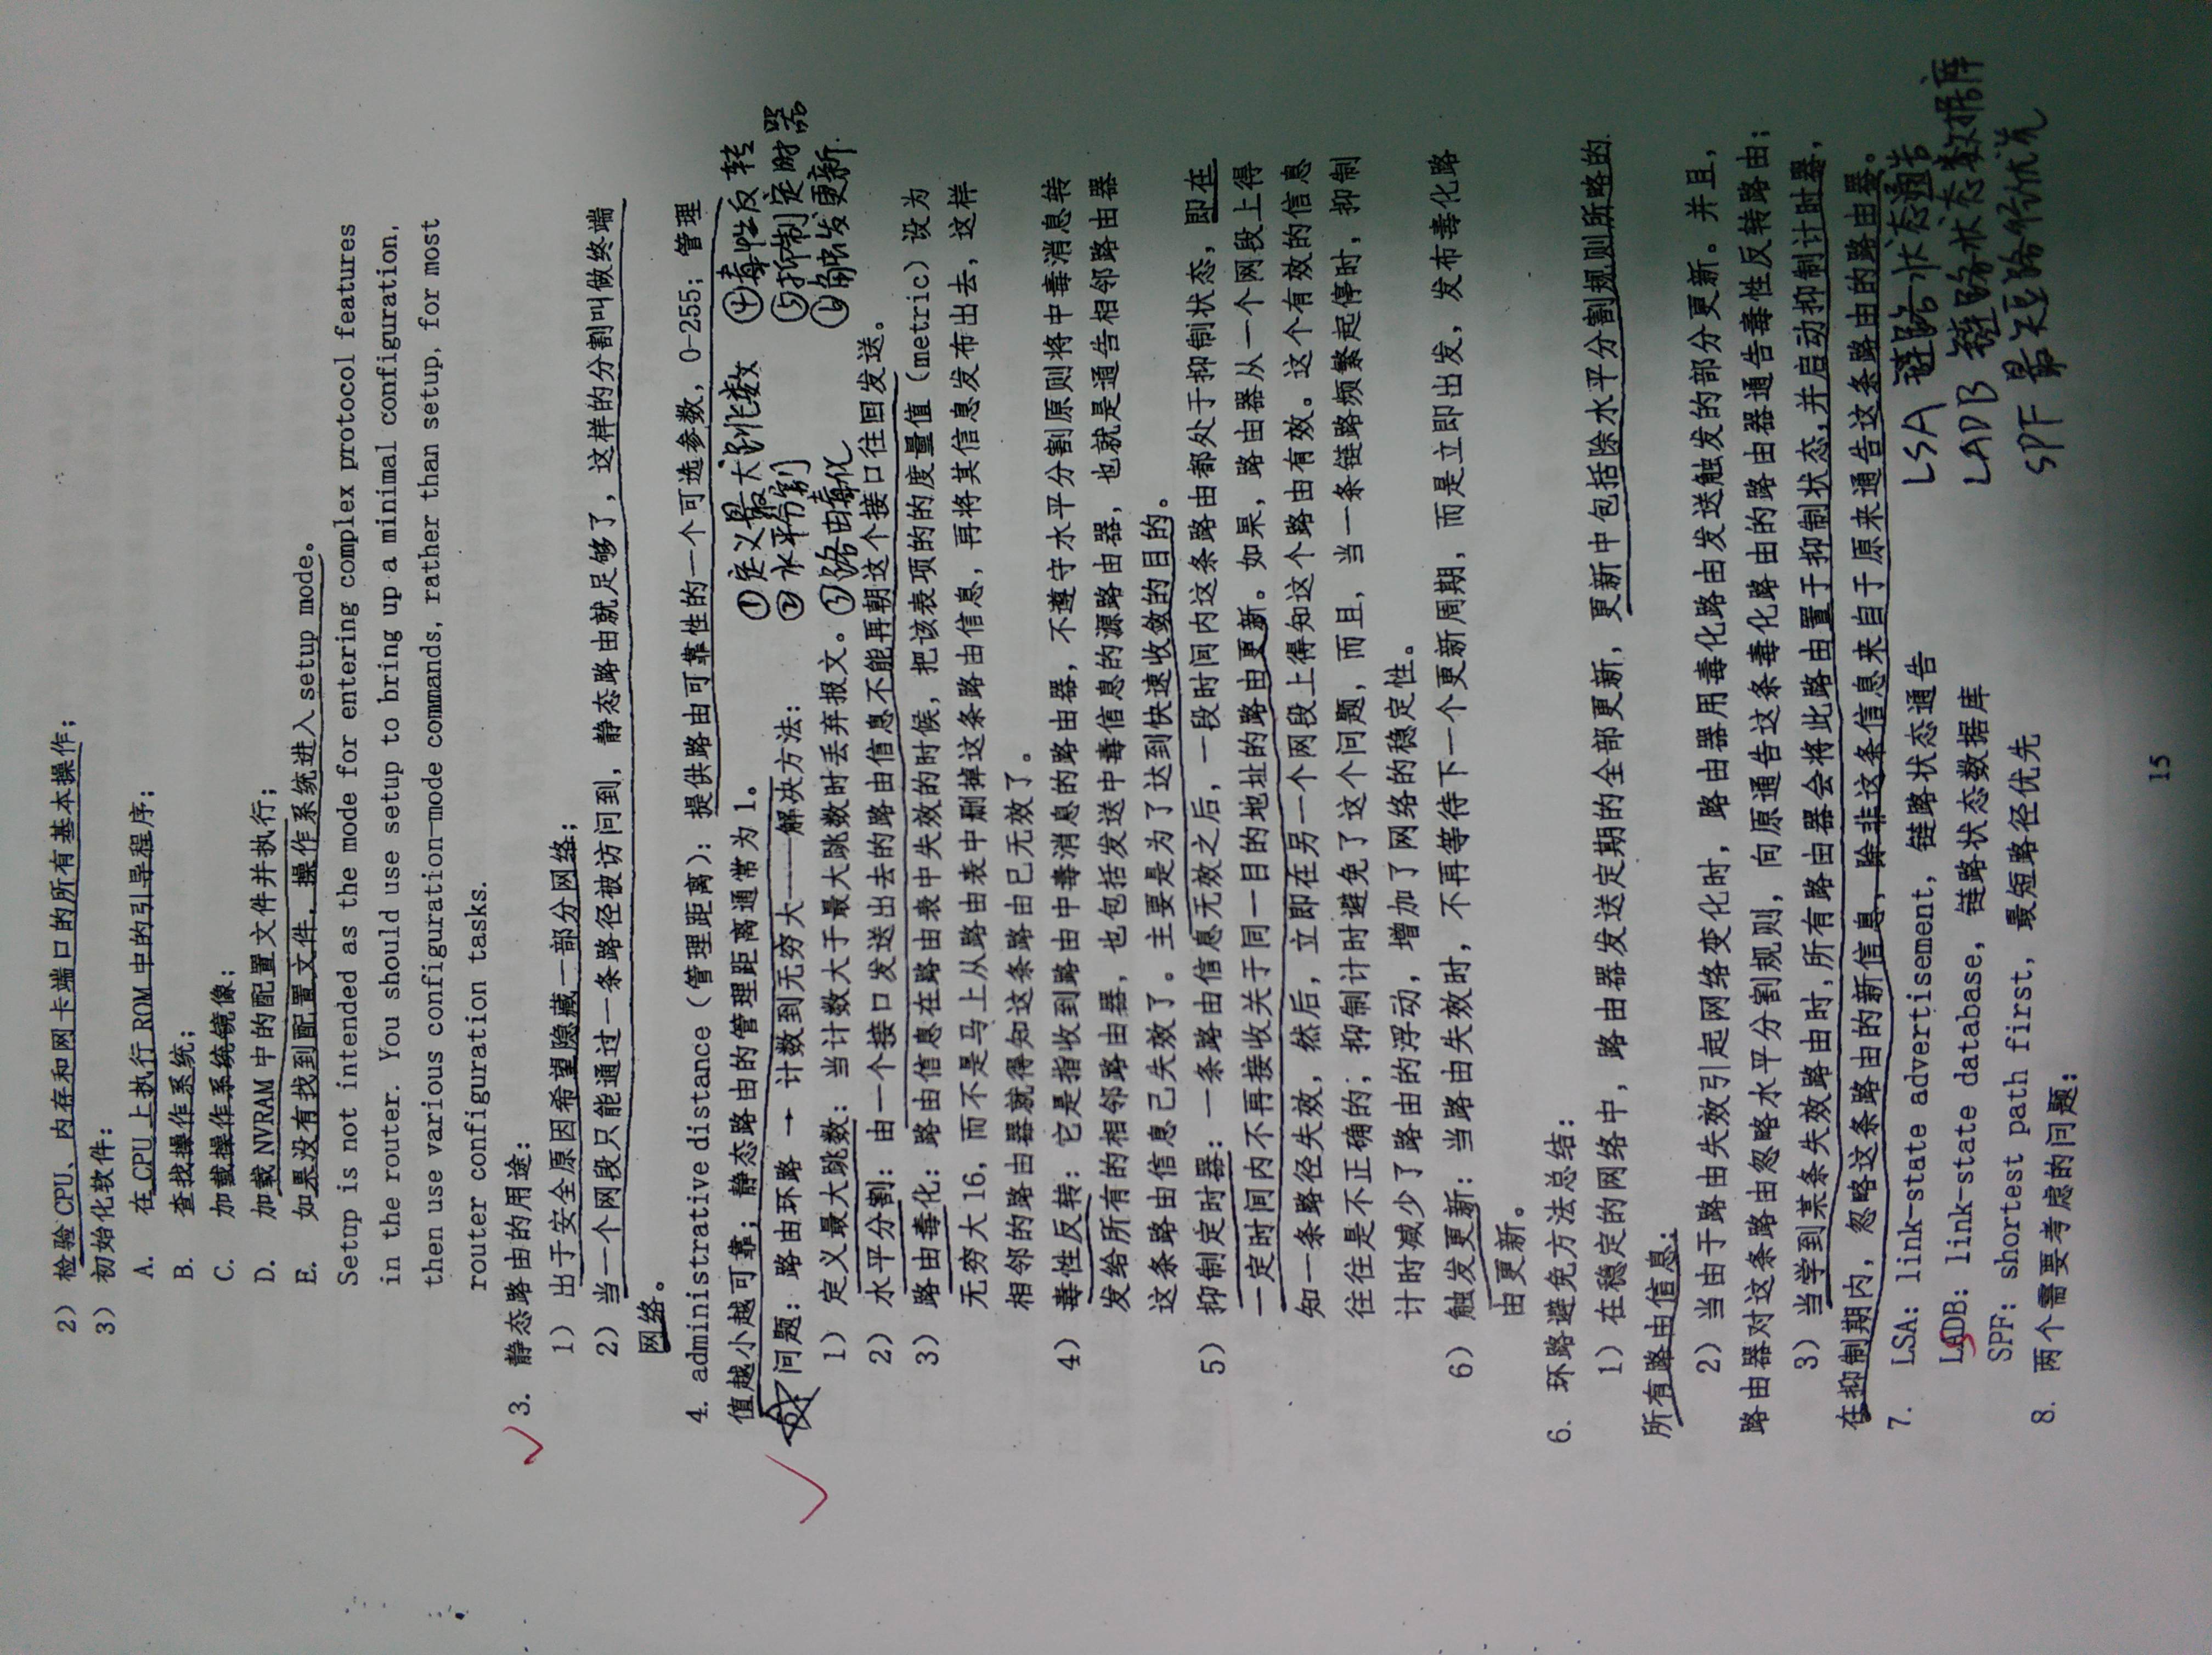 2) 检验 CPU、内存和网卡端口的所有基本操作;
3) 初始化软件:
A. 在 CPU 上执行 ROM 中的引导程序;
B. 查找操作系统;
C. 加载操作系统镜像;
D. 加载 NVRAM 中的配置文件并执行;
E. 如果没有找到配置文件，操作系统进入 setup mode。
Setup is not intended as the mode for entering complex protocol features
in the router. You should use setup to bring up a minimal configuration,
then use various configuration-mode commands, rather than setup, for most
router configuration tasks.
3. 静态路由的用途:
1) 出于安全原因希望隐藏一部分网络;
2) 当一个网段只能通过一条路径被访问到，静态路由就足够了，这样的分割叫做终端
网络。
4. administrative distance（管理距离）: 提供路由可靠性的一个可选参数，0-255; 管理
值越小越可靠; 静态路由的管理距离通常为 1。
①定义最大跳数 ④毒性反转
5. 问题: 路由环路 → 计数到无穷大——解决方法:
②水平分割 ⑤抑制定时器
1) 定义最大跳数: 当计数大于最大跳数时丢弃报文。
③路由毒化 ⑥触发更新.
2) 水平分割: 由一个接口发送出去的路由信息不能再朝这个接口往回发送。
3) 路由毒化: 路由信息在路由表中失效的时候，把该表项的的度量值（metric）设为
无穷大 16，而不是马上从路由表中删掉这条路由信息，再将其信息发布出去，这样
相邻的路由器就得知这条路由已无效了。
4) 毒性反转: 它是指收到路由中毒消息的路由器，不遵守水平分割原则将中毒消息转
发给所有的相邻路由器，也包括发送中毒信息的源路由器，也就是通告相邻路由器
这条路由信息已失效了。主要是为了达到快速收敛的目的。
5) 抑制定时器: 一条路由信息无效之后，一段时间内这条路由都处于抑制状态，即在
一定时间内不再接收关于同一目的地址的路由更新。如果，路由器从一个网段上得
知一条路径失效，然后，立即在另一个网段上得知这个路由有效。这个有效的信息
往往是不正确的; 抑制计时避免了这个问题，而且，当一条链路频繁起停时，抑制
计时减少了路由的浮动，增加了网络的稳定性。
6) 触发更新: 当路由失效时，不再等待下一个更新周期，而是立即出发，发布毒化路
由更新。
6. 环路避免方法总结:
1) 在稳定的网络中，路由器发送定期的全部更新，更新中包括除水平分割规则所略的
所有路由信息;
2) 当由于路由失效引起网络变化时，路由器用毒化路由发送触发的部分更新。并且，
路由器对这条路由忽略水平分割规则，向原通告这条毒化路由的路由器通告毒性反转路由;
3) 当学到某条失效路由时，所有路由器会将此路由置于抑制状态，并启动抑制计时器，
在抑制期内，忽略这条路由的新信息，除非这条信息来自于原来通告这条路由的路由器。
7. LSA: link-state advertisement, 链路状态通告
LSA 链路状态通告
LADB: link-state database, 链路状态数据库
S
LADB 链路状态数据库
SPF: shortest path first, 最短路径优先
SPF 最短路径优先
8. 两个需要考虑的问题:
15